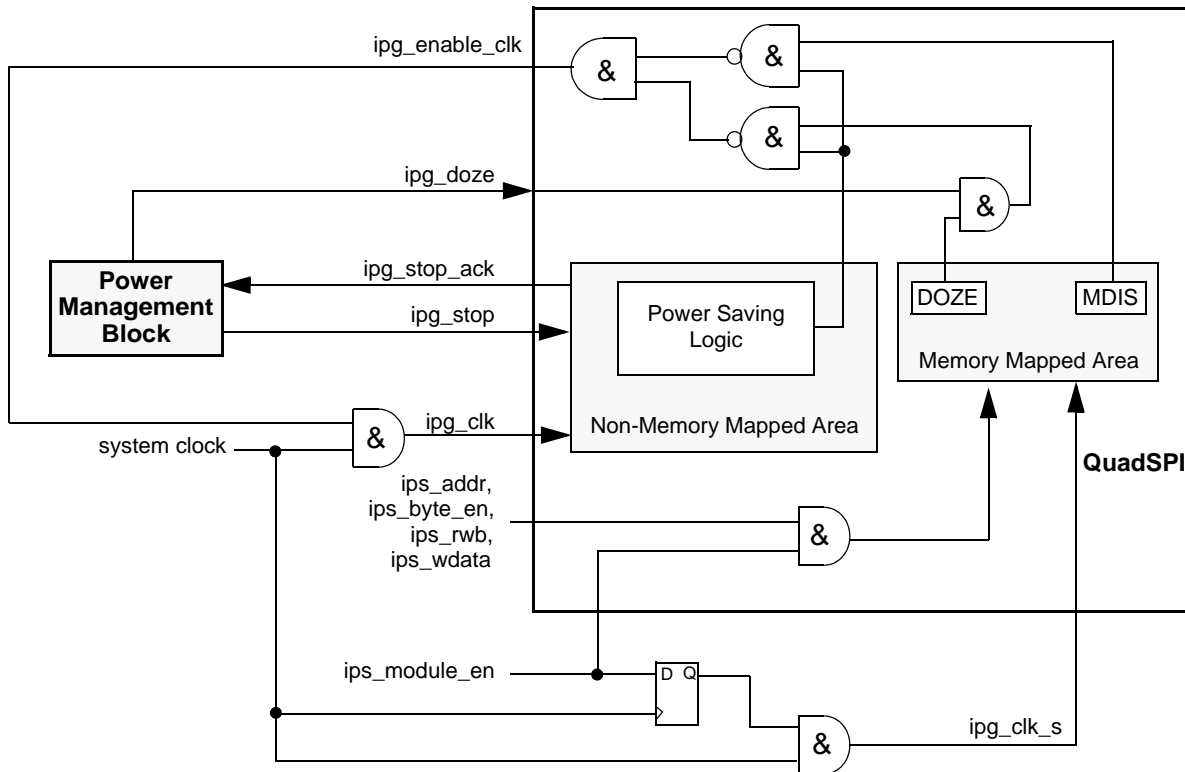 ipg_enable_clk
&
&
&
ipg_doze
&
Power
Management
Block
ipg_stop_ack
ipg_stop
Power Saving
Logic
DOZE
MDIS
Memory Mapped Area
Non-Memory Mapped Area
&
ipg_clk
system clock
QuadSPI
ips_addr,
ips_byte_en,
ips_rwb,
ips_wdata
&
ips_module_en
D Q
&
ipg_clk_s